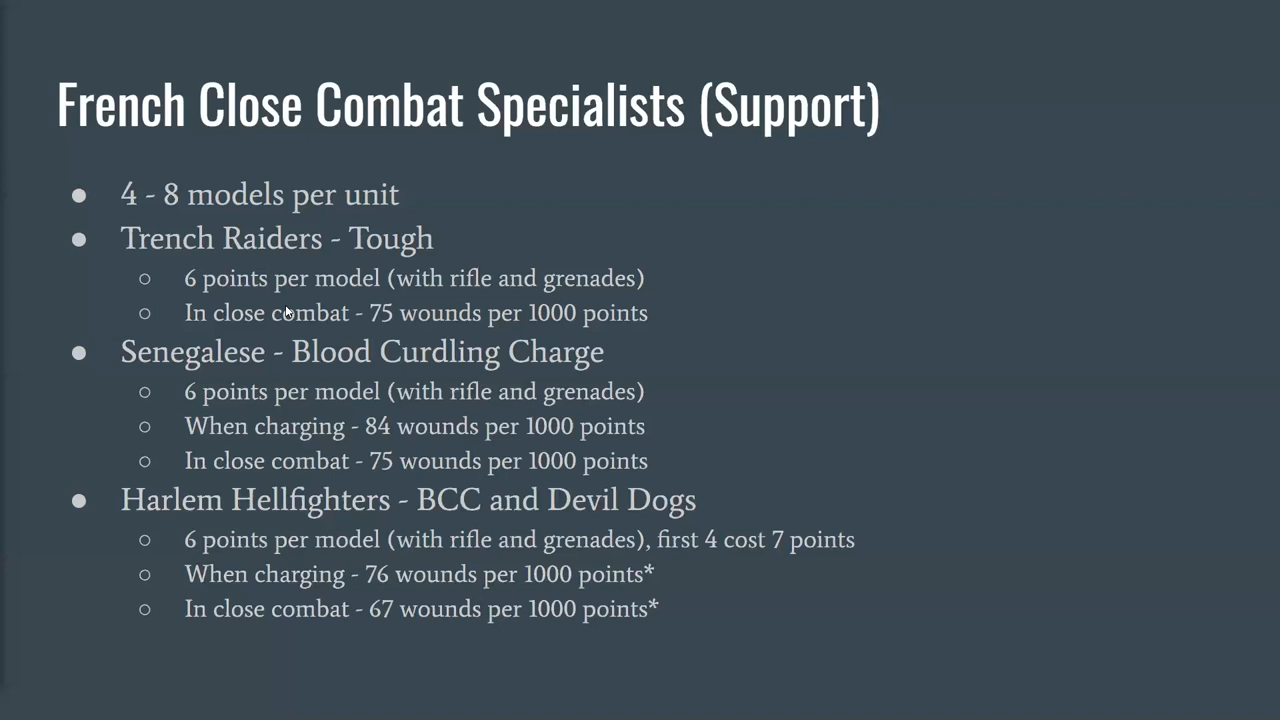 French Close Combat Specialists (Support)
● 4 - 8 models per unit
● Trench Raiders - Tough
○ 6 points per model (with rifle and grenades)
○ In close combat - 75 wounds per 1000 points
● Senegalese - Blood Curdling Charge
○ 6 points per model (with rifle and grenades)
○ When charging - 84 wounds per 1000 points
○ In close combat - 75 wounds per 1000 points
● Harlem Hellfighters - BCC and Devil Dogs
○ 6 points per model (with rifle and grenades), first 4 cost 7 points
○ When charging - 76 wounds per 1000 points*
○ In close combat - 67 wounds per 1000 points*